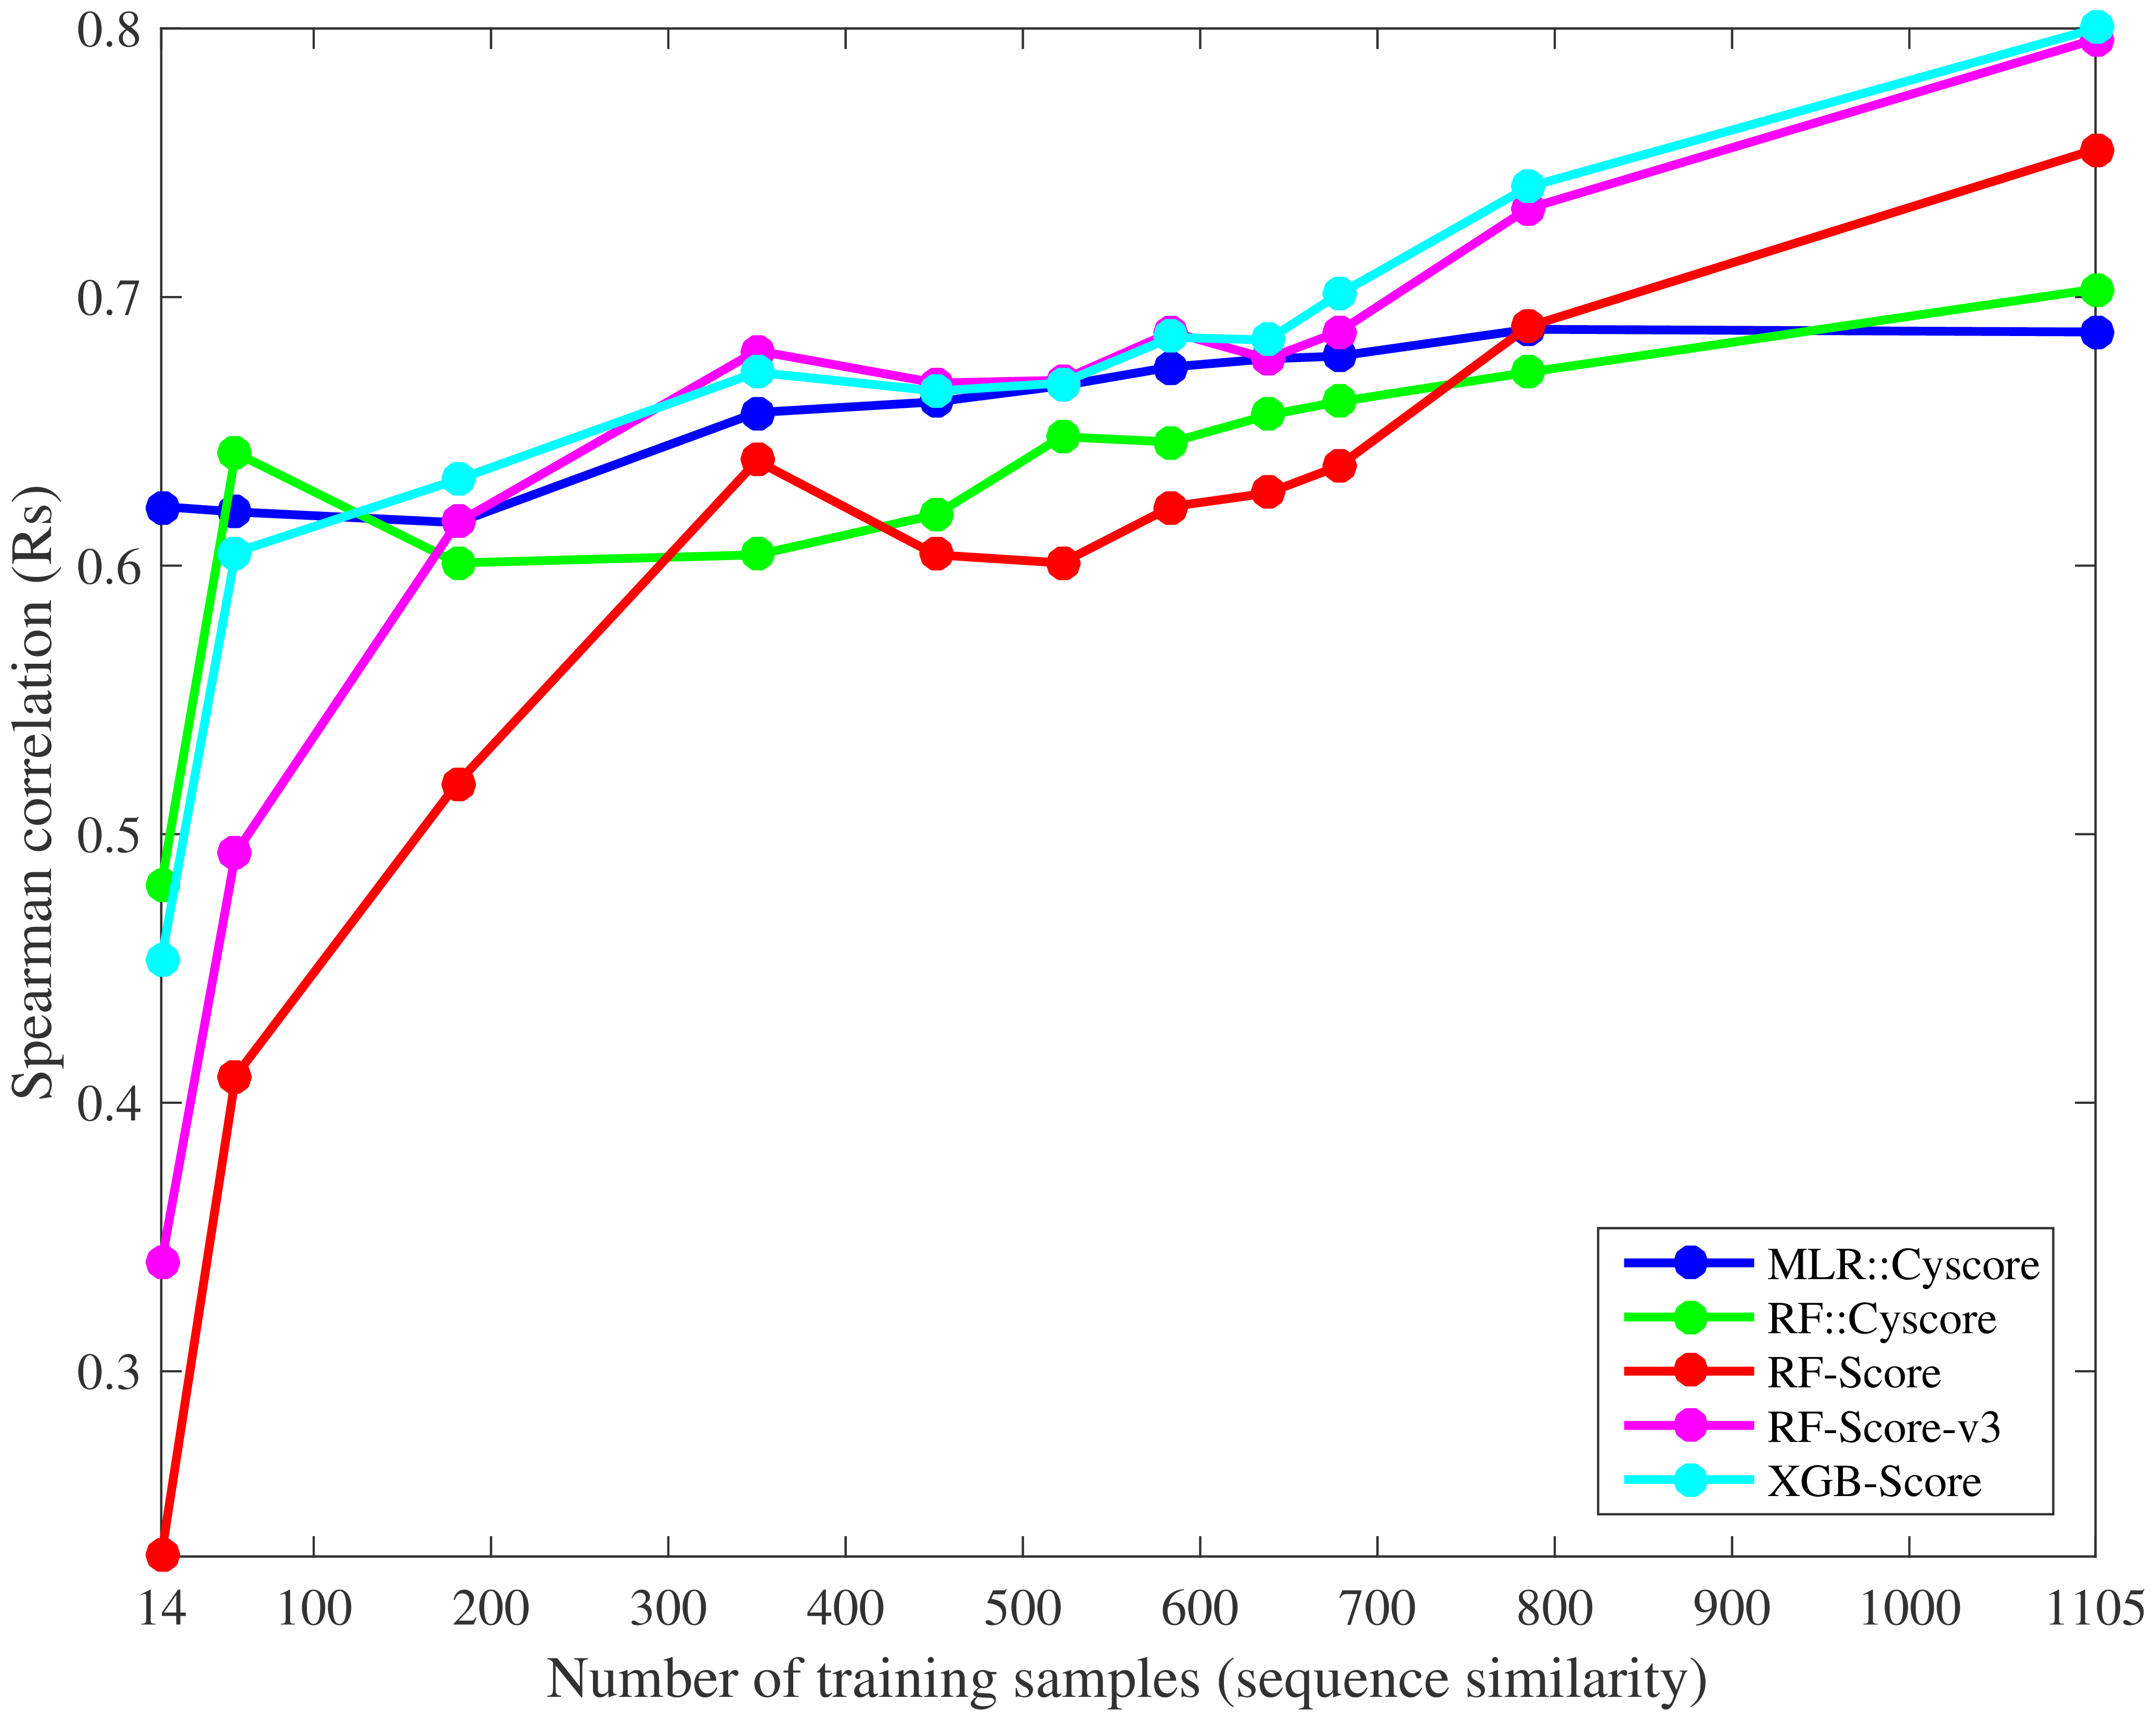 Spearman correlation (Rs)
0.8
0.7
0.6
0.5
0.4
0.3
14 100 200 300 400 500 600 700 800 900 1000 1105
Number of training samples (sequence similarity)
MLR::Cyscore
RF::Cyscore
RF-Score
RF-Score-v3
XGB-Score